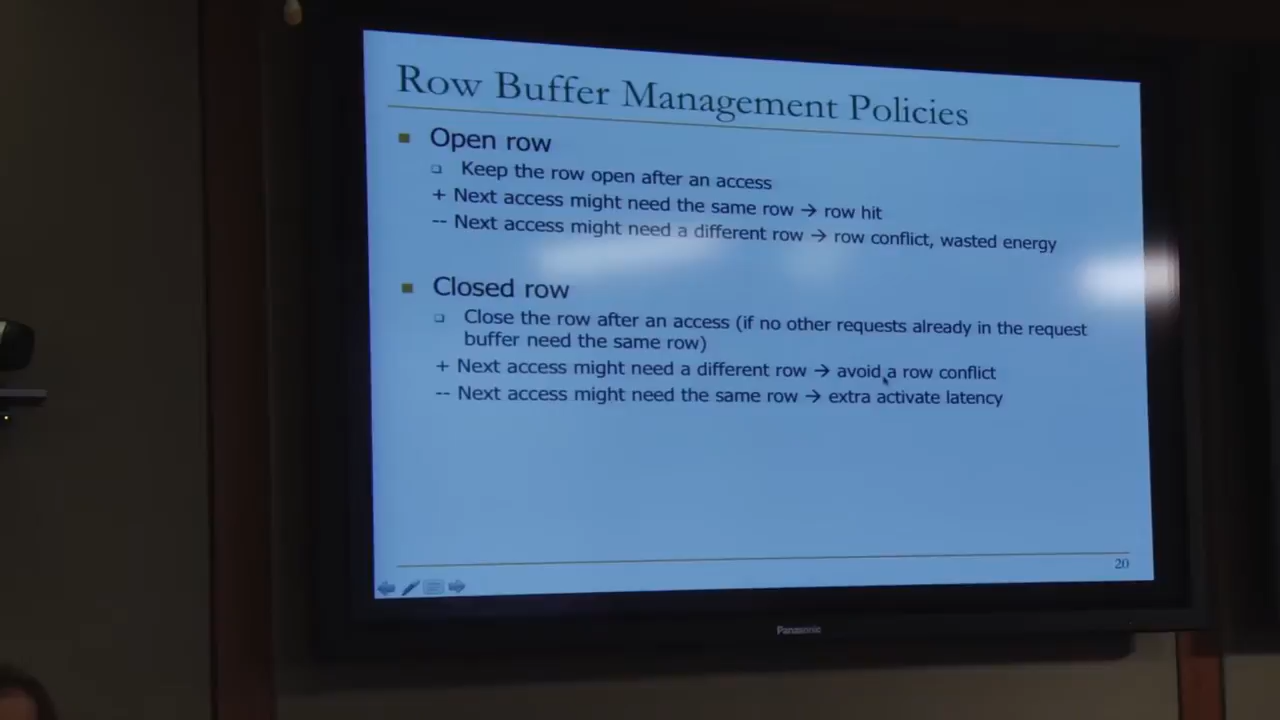 Row Buffer Management Policies
Open row
Keep the row open after an access
+ Next access might need the same row → row hit
-- Next access might need a different row → row conflict, wasted energy
Closed row
Close the row after an access (if no other requests already in the request
buffer need the same row)
+ Next access might need a different row → avoid a row conflict
-- Next access might need the same row → extra activate latency
20
Panasonic